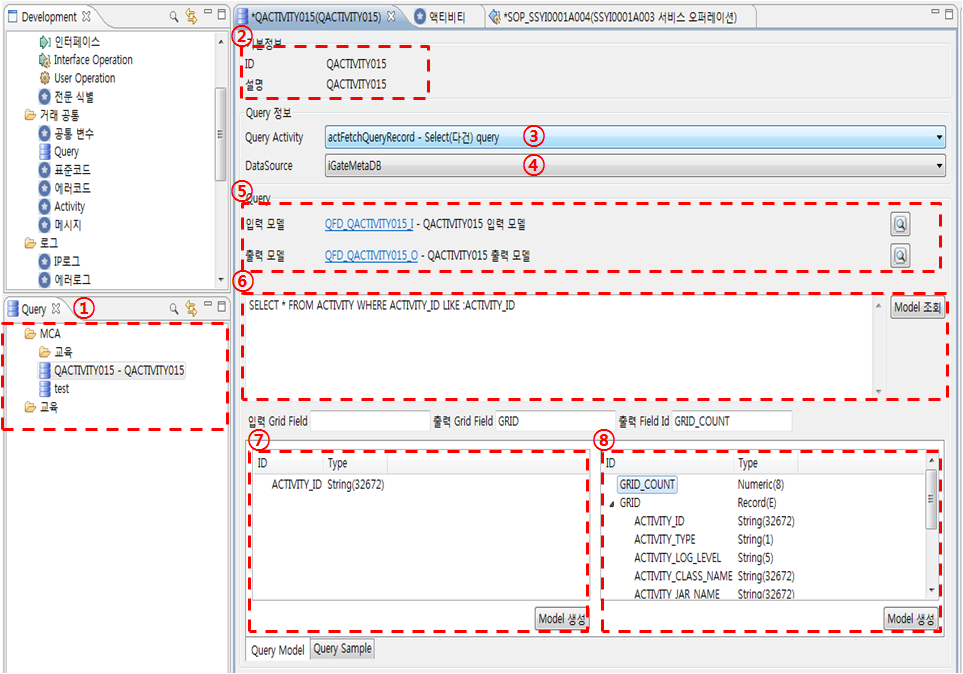 Development
인터페이스
Interface Operation
User Operation
전문 식별
거래 공통
공통 변수
Query
표준코드
에러코드
Activity
메시지
로그
IP로그
에러로그
Query ①
MCA
교육
QACTIVITY015 - QACTIVITY015
test
교육
*QACTIVITY015(QACTIVITY015) 액티비티 *SOP_SSYI0001A004(SSYI0001A003 서비스 오퍼레이션)
② 기본정보
ID QACTIVITY015
설명 QACTIVITY015
Query 정보
Query Activity actFetchQueryRecord - Select(다건) query ③
DataSource iGateMetaDB ④
⑤ Query
입력 모델 QFD_QACTIVITY015_I - QACTIVITY015 입력 모델
출력 모델 QFD_QACTIVITY015_O - QACTIVITY015 출력 모델
⑥
SELECT * FROM ACTIVITY WHERE ACTIVITY_ID LIKE :ACTIVITY_ID Model 조회
입력 Grid Field 출력 Grid Field GRID 출력 Field Id GRID_COUNT
⑦
ID Type
ACTIVITY_ID String(32672)
Model 생성
⑧
ID Type
GRID_COUNT Numeric(8)
GRID Record(E)
ACTIVITY_ID String(32672)
ACTIVITY_TYPE String(1)
ACTIVITY_LOG_LEVEL String(5)
ACTIVITY_CLASS_NAME String(32672)
ACTIVITY_JAR_NAME String(32672)
Model 생성
Query Model Query Sample